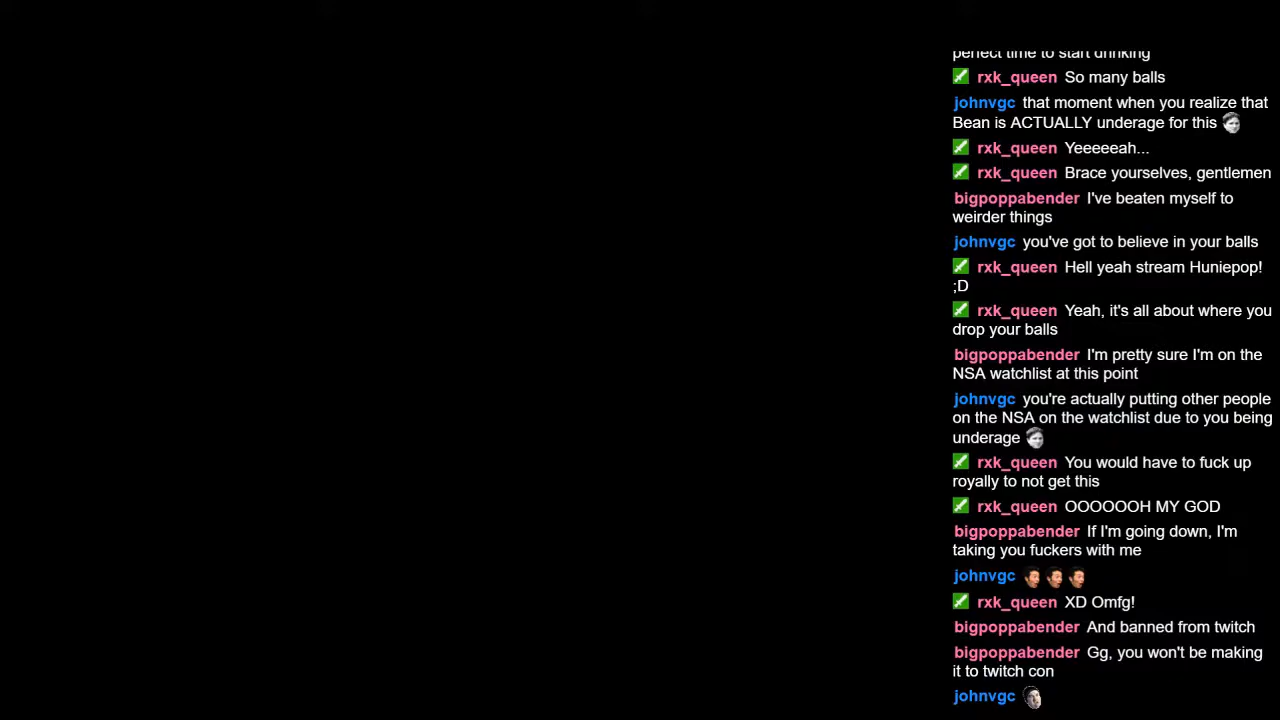 perfect time to start drinking
rxk_queen So many balls
johnvgc that moment when you realize that
Bean is ACTUALLY underage for this
rxk_queen Yeeeeeah...
rxk_queen Brace yourselves, gentlemen
bigpoppabender I've beaten myself to
weirder things
johnvgc you've got to believe in your balls
rxk_queen Hell yeah stream Huniepop!
;D
rxk_queen Yeah, it's all about where you
drop your balls
bigpoppabender I'm pretty sure I'm on the
NSA watchlist at this point
johnvgc you're actually putting other people
on the NSA on the watchlist due to you being
underage
rxk_queen You would have to fuck up
royally to not get this
rxk_queen OOOOOOH MY GOD
bigpoppabender If I'm going down, I'm
taking you fuckers with me
johnvgc
rxk_queen XD Omfg!
bigpoppabender And banned from twitch
bigpoppabender Gg, you won't be making
it to twitch con
johnvgc